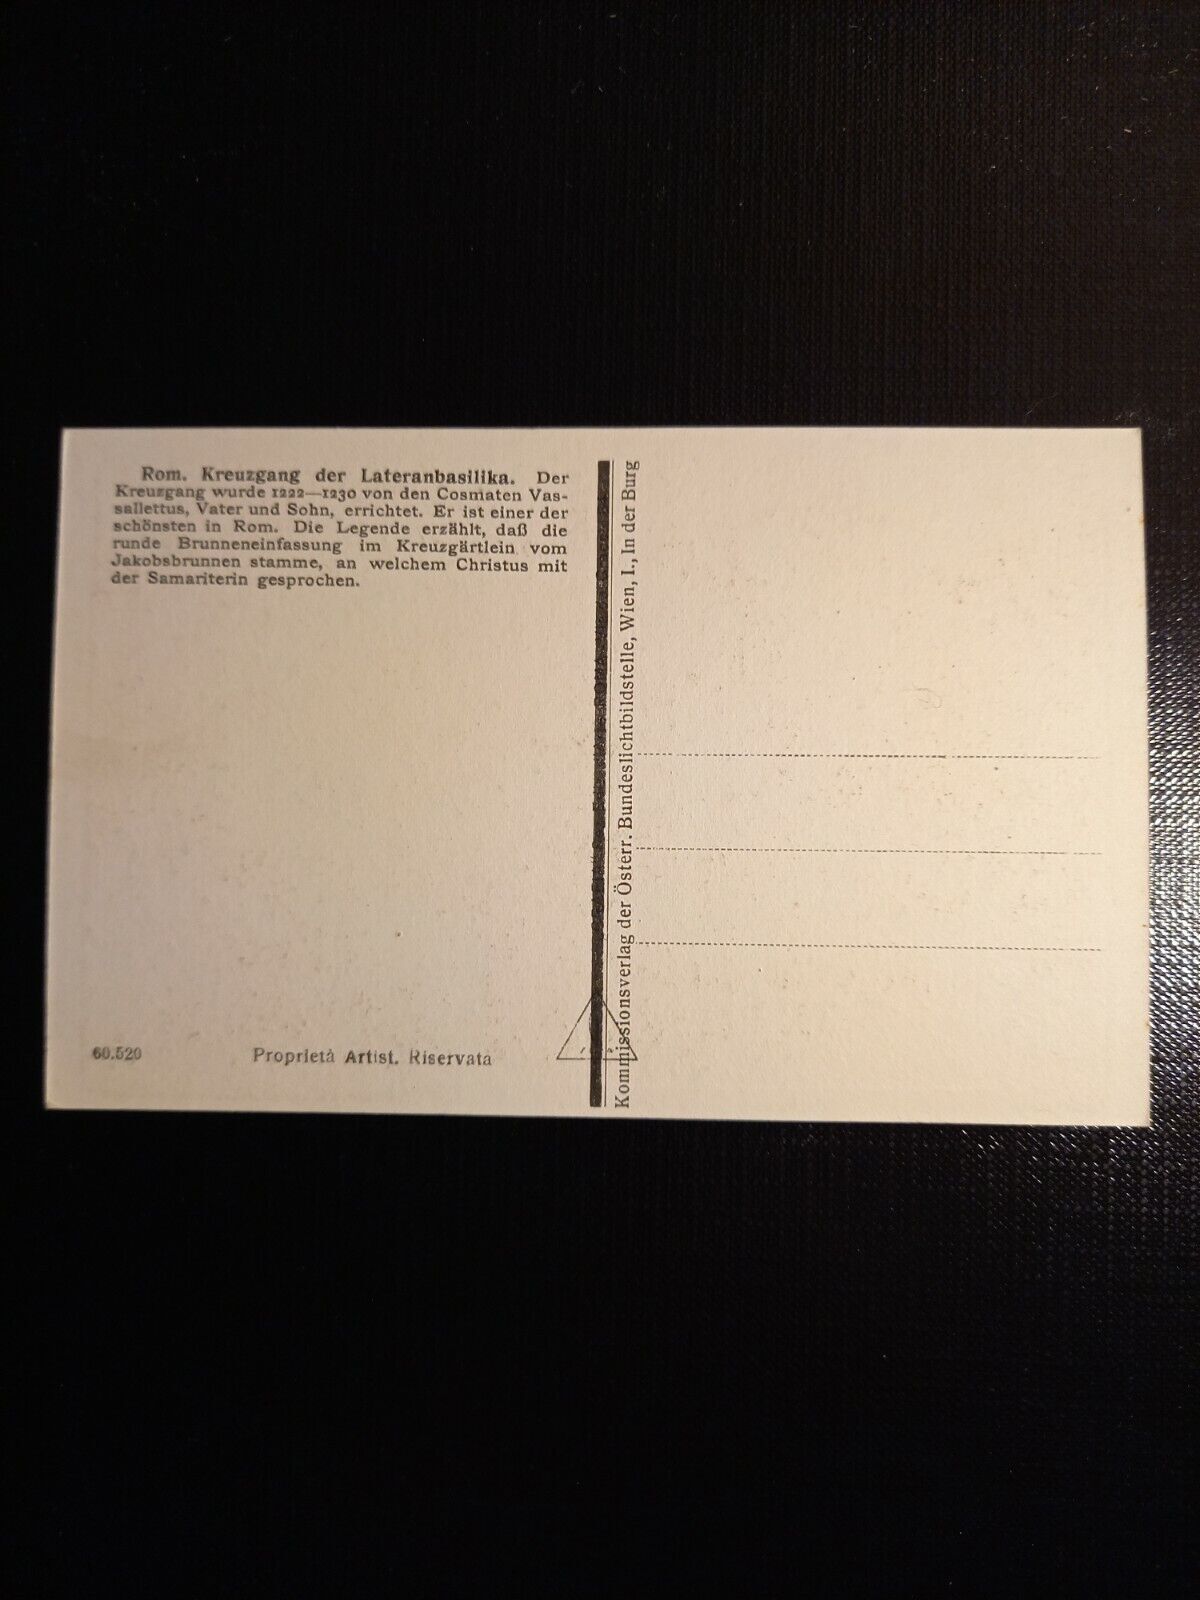 Rom. Kreuzgang der Lateranbasilika. Der
Kreuzgang wurde 1222—1230 von den Cosmaten Vas-
sallettus, Vater und Sohn, errichtet. Er ist einer der
schönsten in Rom. Die Legende erzählt, daß die
runde Brunneneinfassung im Kreuzgärtlein vom
Jakobsbrunnen stamme, an welchem Christus mit
der Samariterin gesprochen.
Kommissionsverlag der Österr. Bundeslichtbildstelle, Wien, I., In der Burg
60.520
Proprietà Artist. Riservata